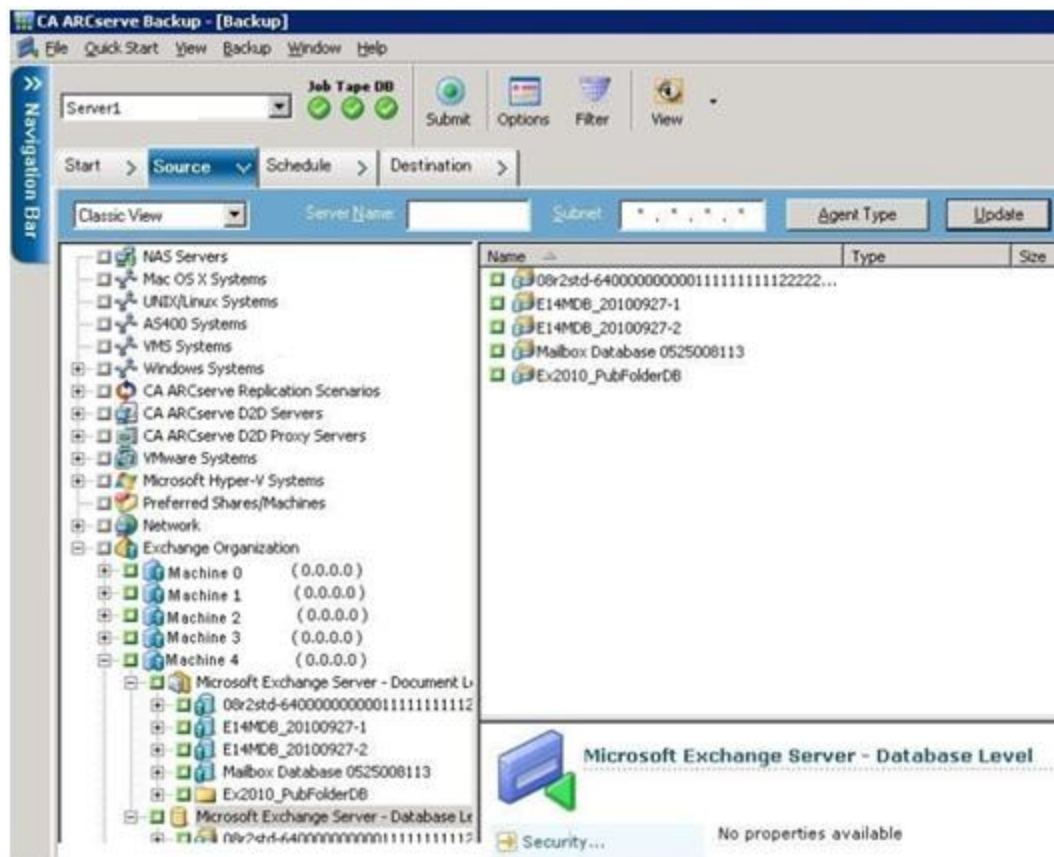 CA ARCserve Backup - [Backup]
File Quick Start View Backup Window Help
>> Navigation Bar
Server1
Job Tape DB
Submit Options Filter View
Start > Source Schedule > Destination >
Classic View Server Name: Subnet * . * . * . * Agent Type Update
NAS Servers
Mac OS X Systems
UNIX/Linux Systems
AS400 Systems
VMS Systems
Windows Systems
CA ARCserve Replication Scenarios
CA ARCserve D2D Servers
CA ARCserve D2D Proxy Servers
VMware Systems
Microsoft Hyper-V Systems
Preferred Shares/Machines
Network
Exchange Organization
Machine 0 ( 0.0.0.0 )
Machine 1 ( 0.0.0.0 )
Machine 2 ( 0.0.0.0 )
Machine 3 ( 0.0.0.0 )
Machine 4 ( 0.0.0.0 )
Microsoft Exchange Server - Document L
E14MDB_20100927-1
E14MDB_20100927-2
Mailbox Database 0525008113
Ex2010_PubFolderDB
Microsoft Exchange Server - Database Le
Name Type Size
E14MDB_20100927-1
E14MDB_20100927-2
Mailbox Database 0525008113
Ex2010_PubFolderDB
Microsoft Exchange Server - Database Level
Security...
No properties available